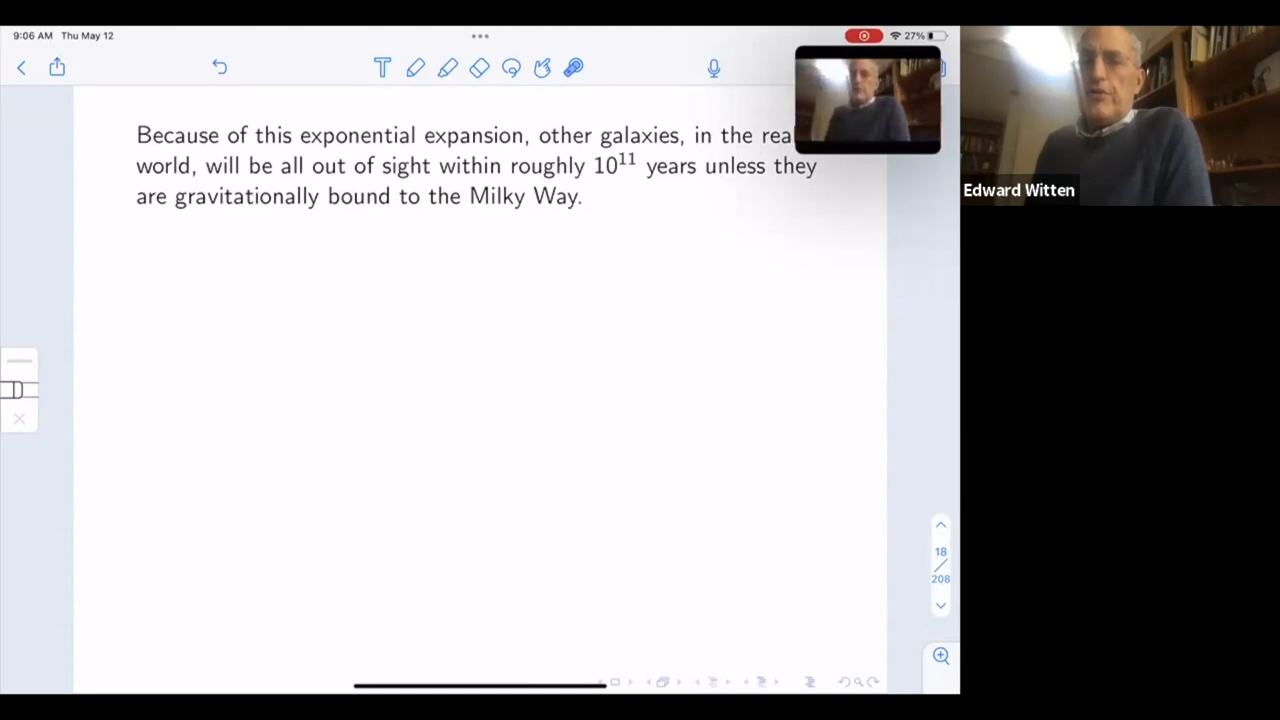 9:06 AM Thu May 12
27%
Because of this exponential expansion, other galaxies, in the real
world, will be all out of sight within roughly 10¹¹ years unless they
are gravitationally bound to the Milky Way.
Edward Witten
18
208